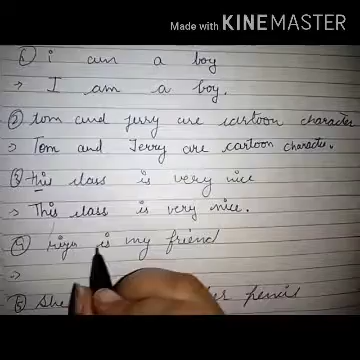 Made with KINEMASTER
① i am a boy
→ I am a boy.
② tom and jerry are cartoon character
→ Tom and Jerry are cartoon character.
③ this class is very nice
→ This class is very nice.
④ riya is my friend
→
⑤ she pencil